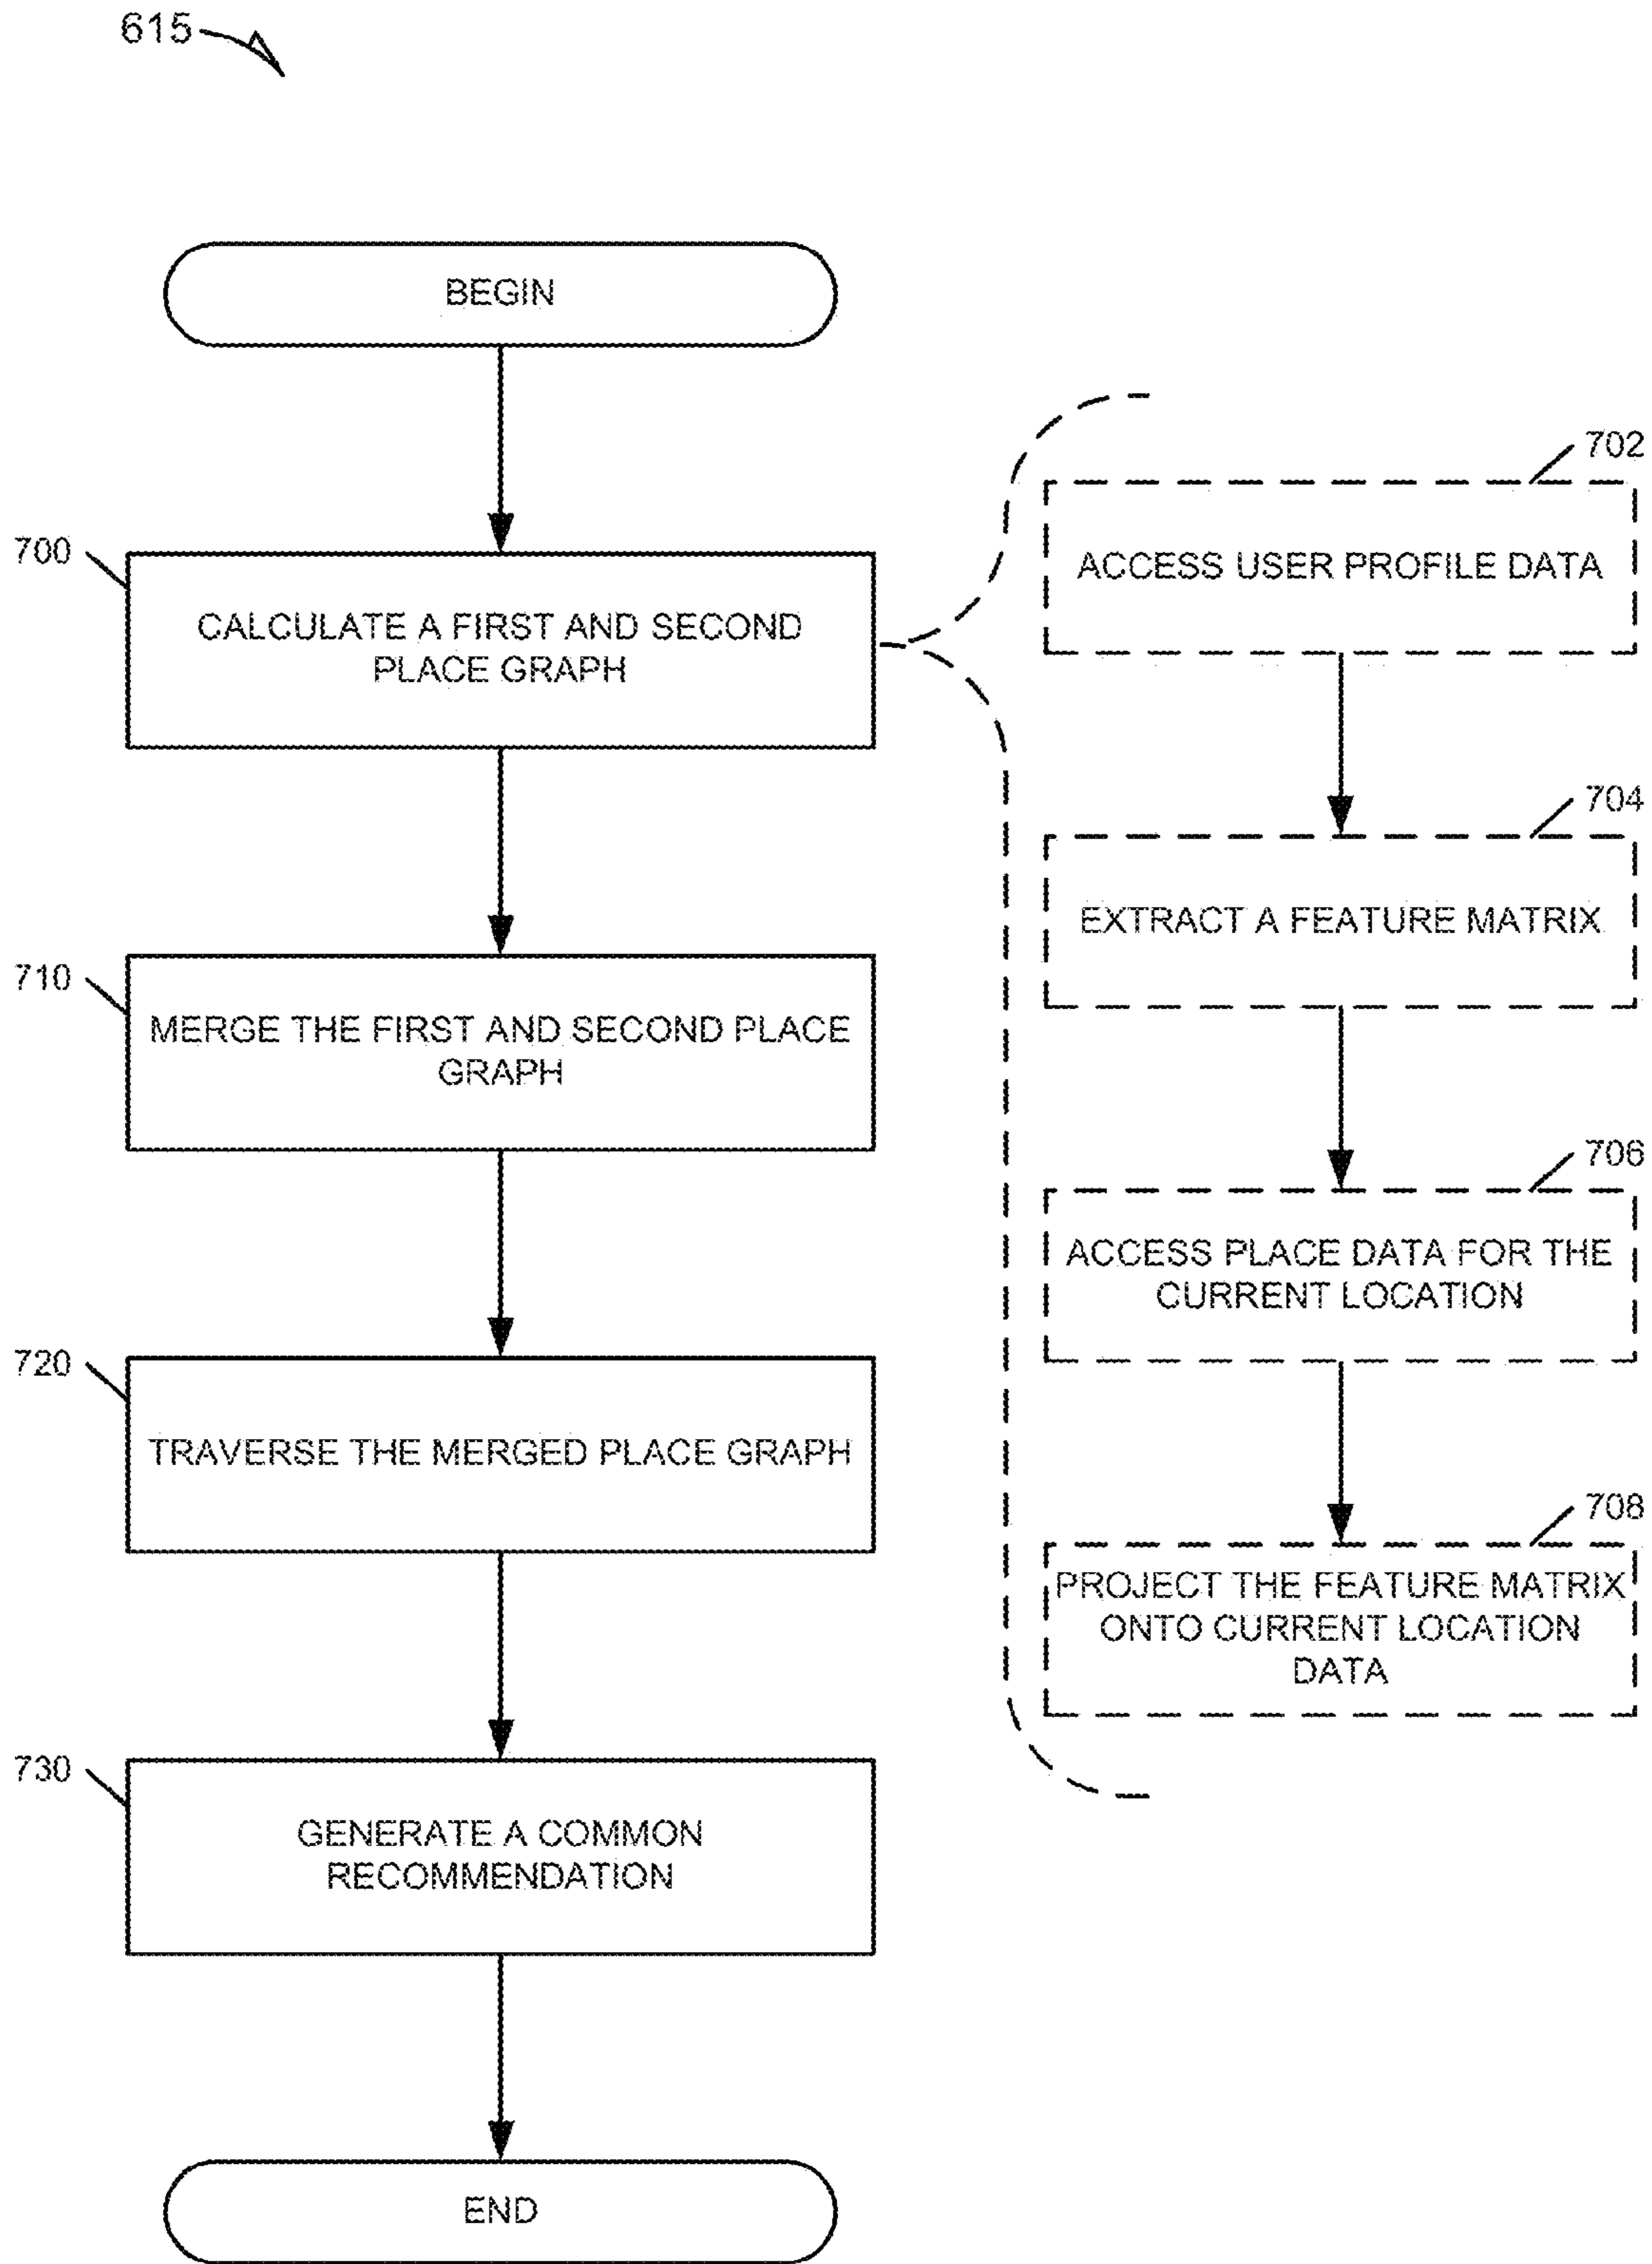 615
BEGIN
700
CALCULATE A FIRST AND SECOND
PLACE GRAPH
710
MERGE THE FIRST AND SECOND PLACE
GRAPH
720
TRAVERSE THE MERGED PLACE GRAPH
730
GENERATE A COMMON
RECOMMENDATION
END
702
ACCESS USER PROFILE DATA
704
EXTRACT A FEATURE MATRIX
706
ACCESS PLACE DATA FOR THE
CURRENT LOCATION
708
PROJECT THE FEATURE MATRIX
ONTO CURRENT LOCATION
DATA